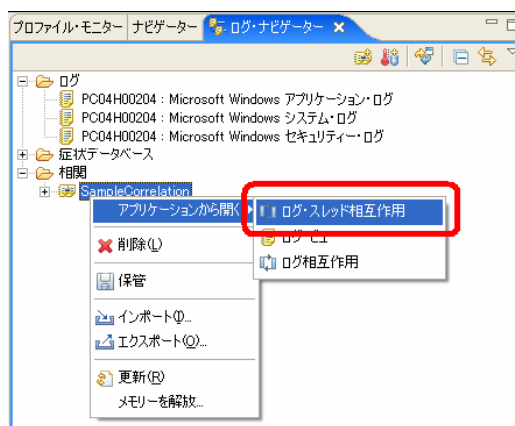 プロファイル・モニター ナビゲーター ログ・ナビゲーター
ログ
PC04H00204 : Microsoft Windows アプリケーション・ログ
PC04H00204 : Microsoft Windows システム・ログ
PC04H00204 : Microsoft Windows セキュリティー・ログ
症状データベース
相関
SampleCorrelation
アプリケーションから開く
ログ・スレッド相互作用
ログ・ビュー
ログ相互作用
削除(L)
保管
インポート(I)...
エクスポート(O)...
更新(R)
メモリーを解放...